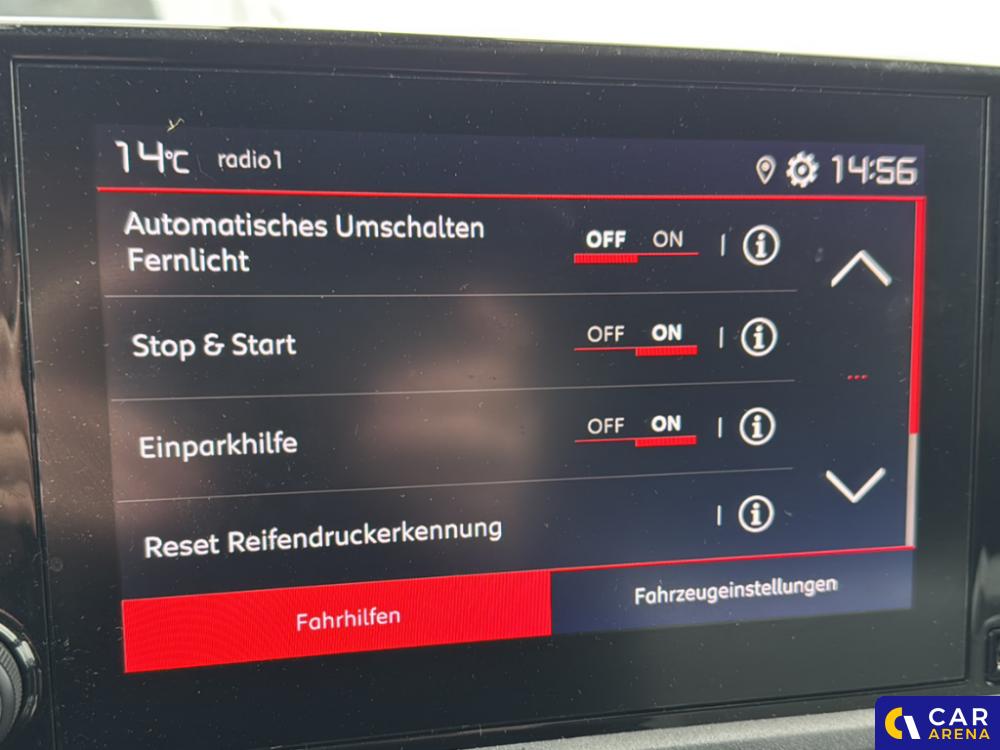 14°C radio1 14:56
Automatisches Umschalten
Fernlicht
OFF ON | i
Stop & Start OFF ON | i
Einparkhilfe OFF ON | i
Reset Reifendruckerkennung | i
Fahrhilfen Fahrzeugeinstellungen
CAR
ARENA